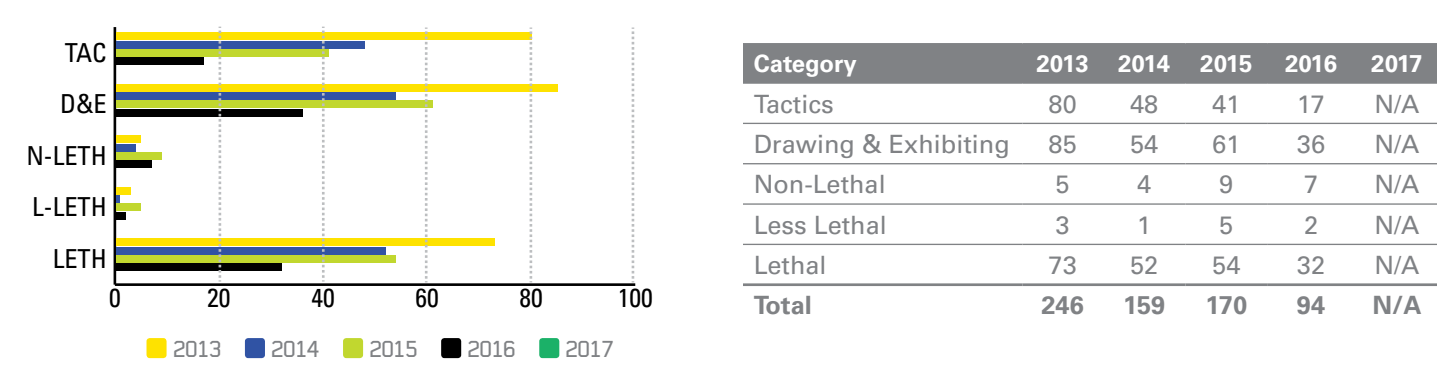 TAC
D&E
N-LETH
L-LETH
LETH
0 20 40 60 80 100
2013 2014 2015 2016 2017
Category 2013 2014 2015 2016 2017
Tactics 80 48 41 17 N/A
Drawing & Exhibiting 85 54 61 36 N/A
Non-Lethal 5 4 9 7 N/A
Less Lethal 3 1 5 2 N/A
Lethal 73 52 54 32 N/A
Total 246 159 170 94 N/A